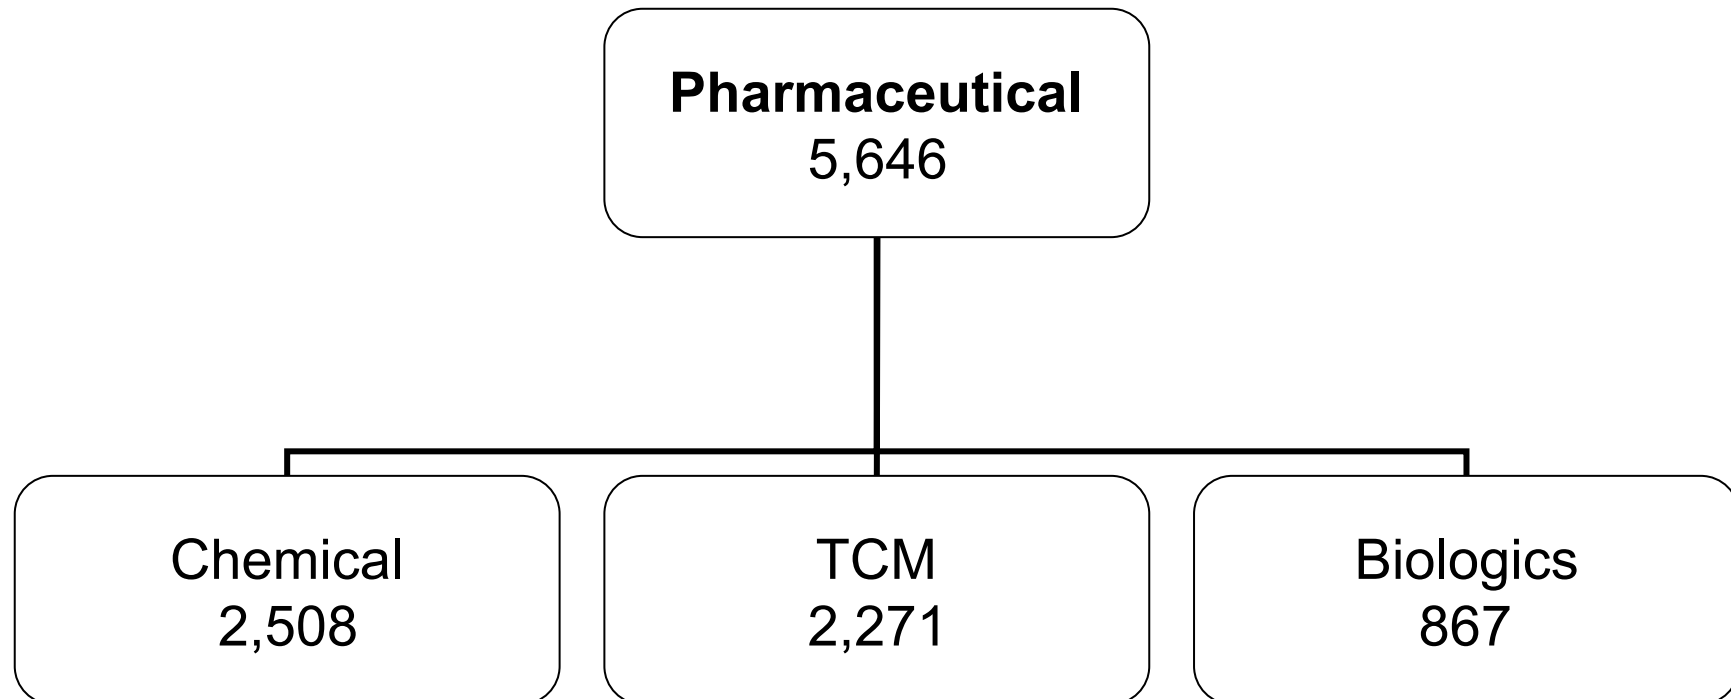 Pharmaceutical
5,646
Chemical
2,508
TCM
2,271
Biologics
867